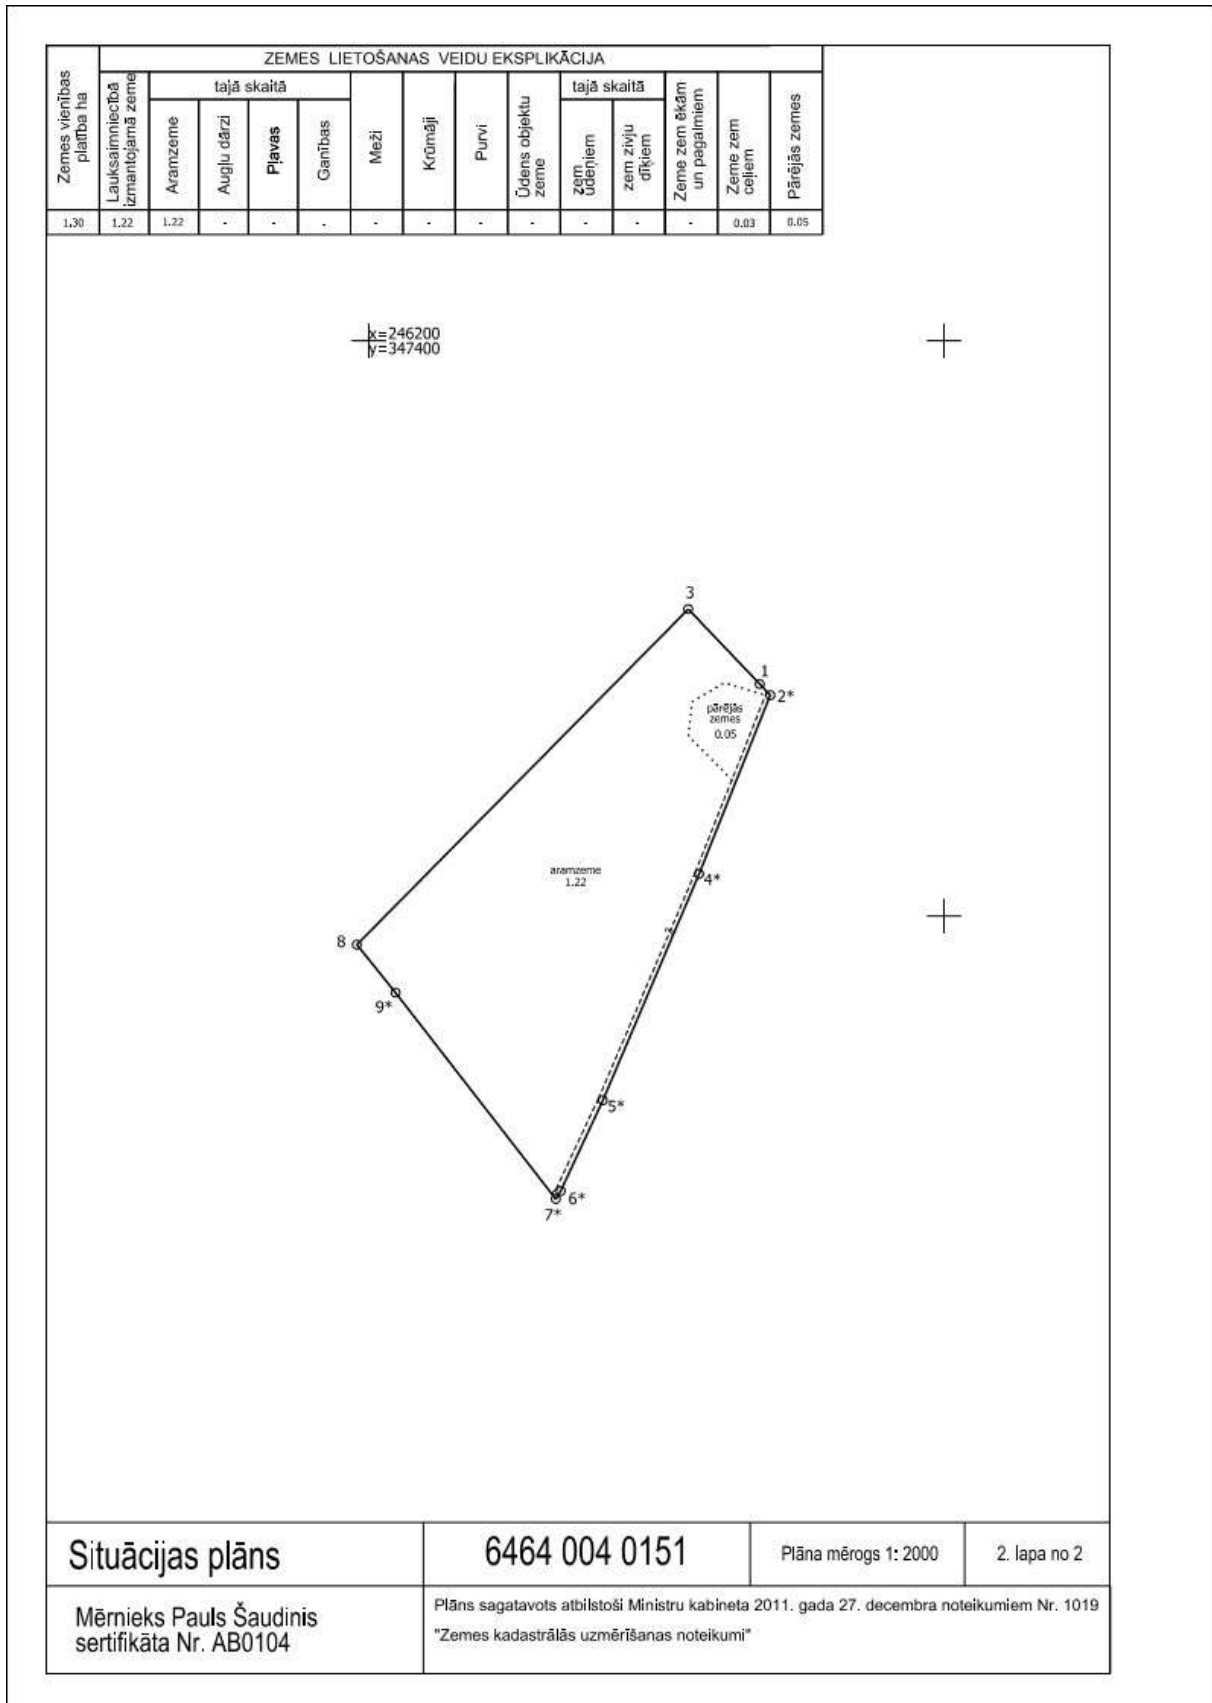 ZEMES LIETOŠANAS VEIDU EKSPLIKĀCIJA
Zemes vienības
platība ha
Lauksaimniecībā
izmantojamā zeme
tajā skaitā
Aramzeme
Augļu dārzi
Pļavas
Ganības
Meži
Krūmāji
Purvi
Ūdens objektu
zeme
tajā skaitā
zem
ūdeņiem
zem zivju
dīķiem
Zeme zem ēkām
un pagalmiem
Zeme zem
ceļiem
Pārējās zemes
1.30 1.22 1.22 - - - - - - - - - - 0.03 0.05
x=246200
y=347400
3
1
2*
pārējās
zemes
0.05
aramzeme
1.22
4*
8
9*
5*
6*
7*
Situācijas plāns
6464 004 0151
Plāna mērogs 1: 2000
2. lapa no 2
Mērnieks Pauls Šaudinis
sertifikāta Nr. AB0104
Plāns sagatavots atbilstoši Ministru kabineta 2011. gada 27. decembra noteikumiem Nr. 1019
"Zemes kadastrālās uzmērīšanas noteikumi"